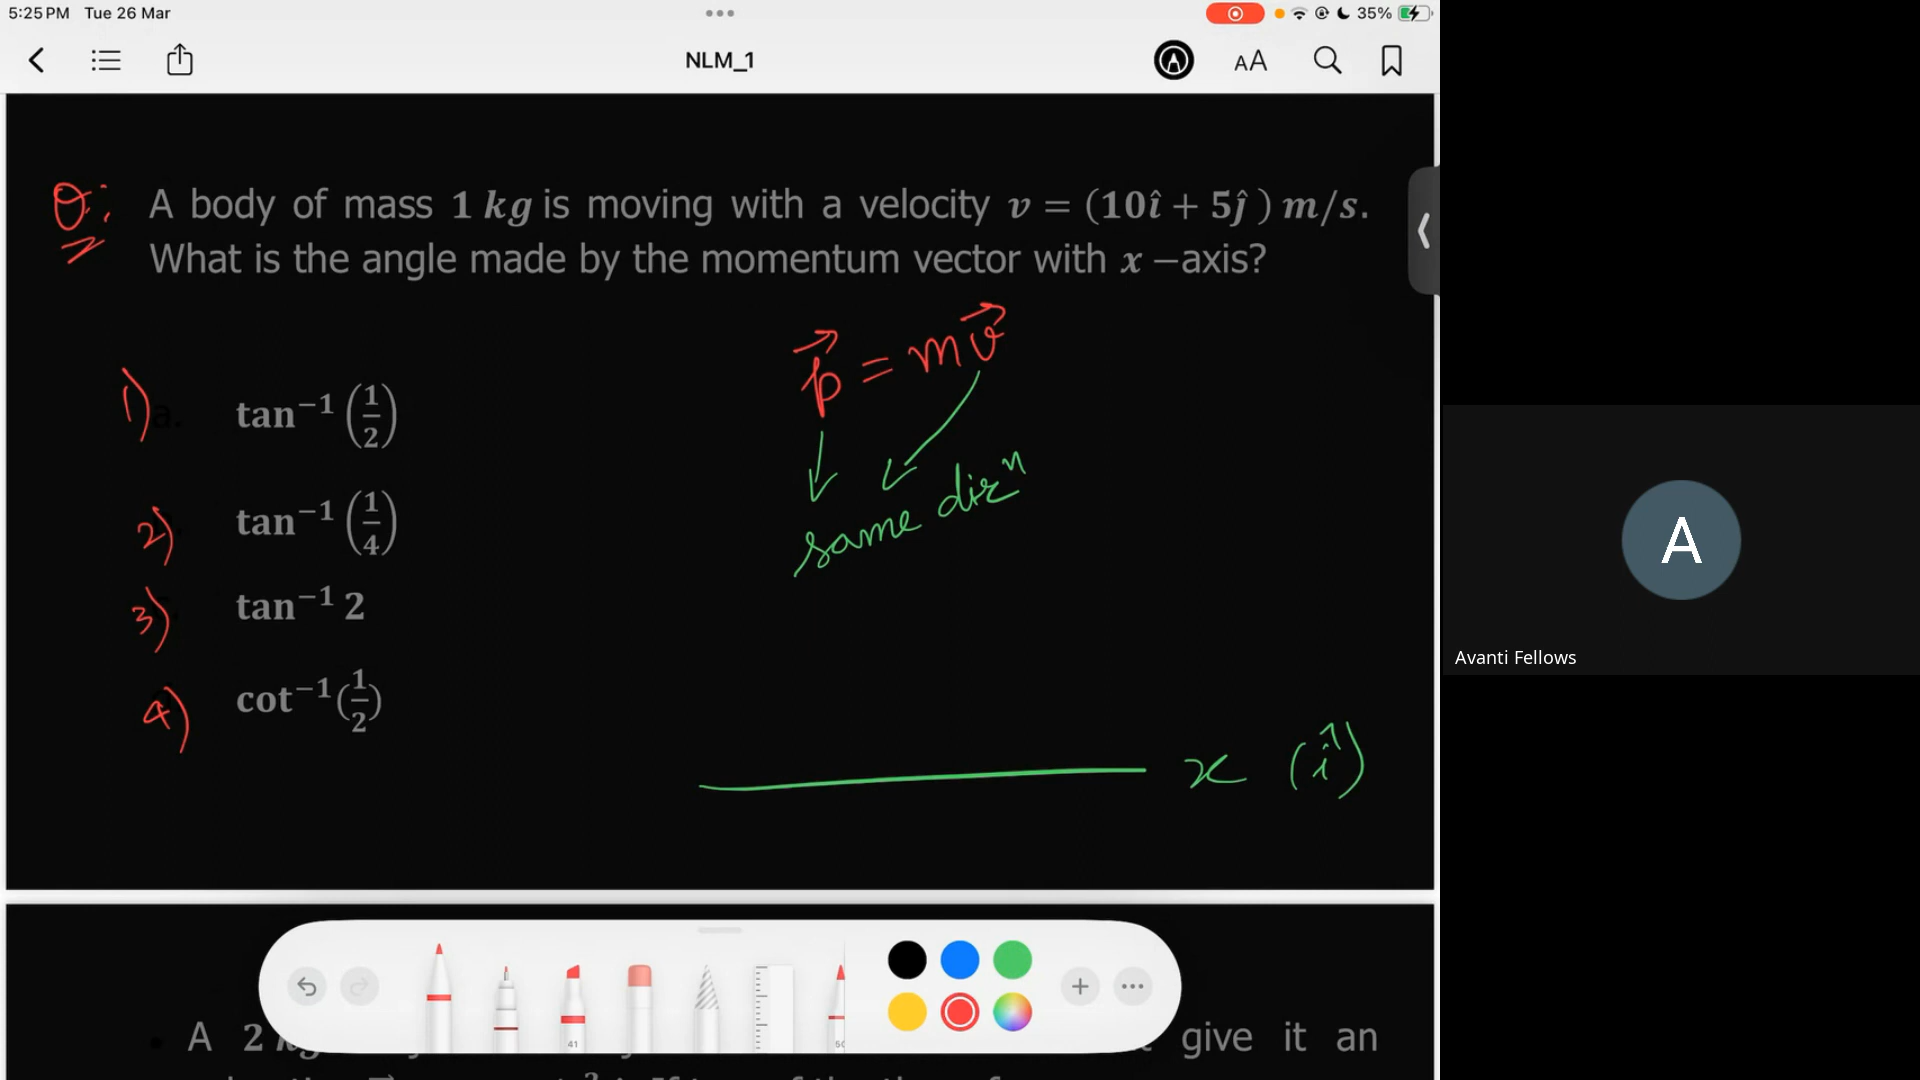 5:25 PM Tue 26 Mar
35%
NLM_1
AA
Q: A body of mass 1 kg is moving with a velocity v = (10î + 5ĵ ) m/s.
What is the angle made by the momentum vector with x −axis?
p⃗ = mv⃗
same dirⁿ
1) a. tan⁻¹ (1/2)
2) tan⁻¹ (1/4)
3) tan⁻¹ 2
4) cot⁻¹(1/2)
x (î)
A
Avanti Fellows
41
• A 2 kg
give it an